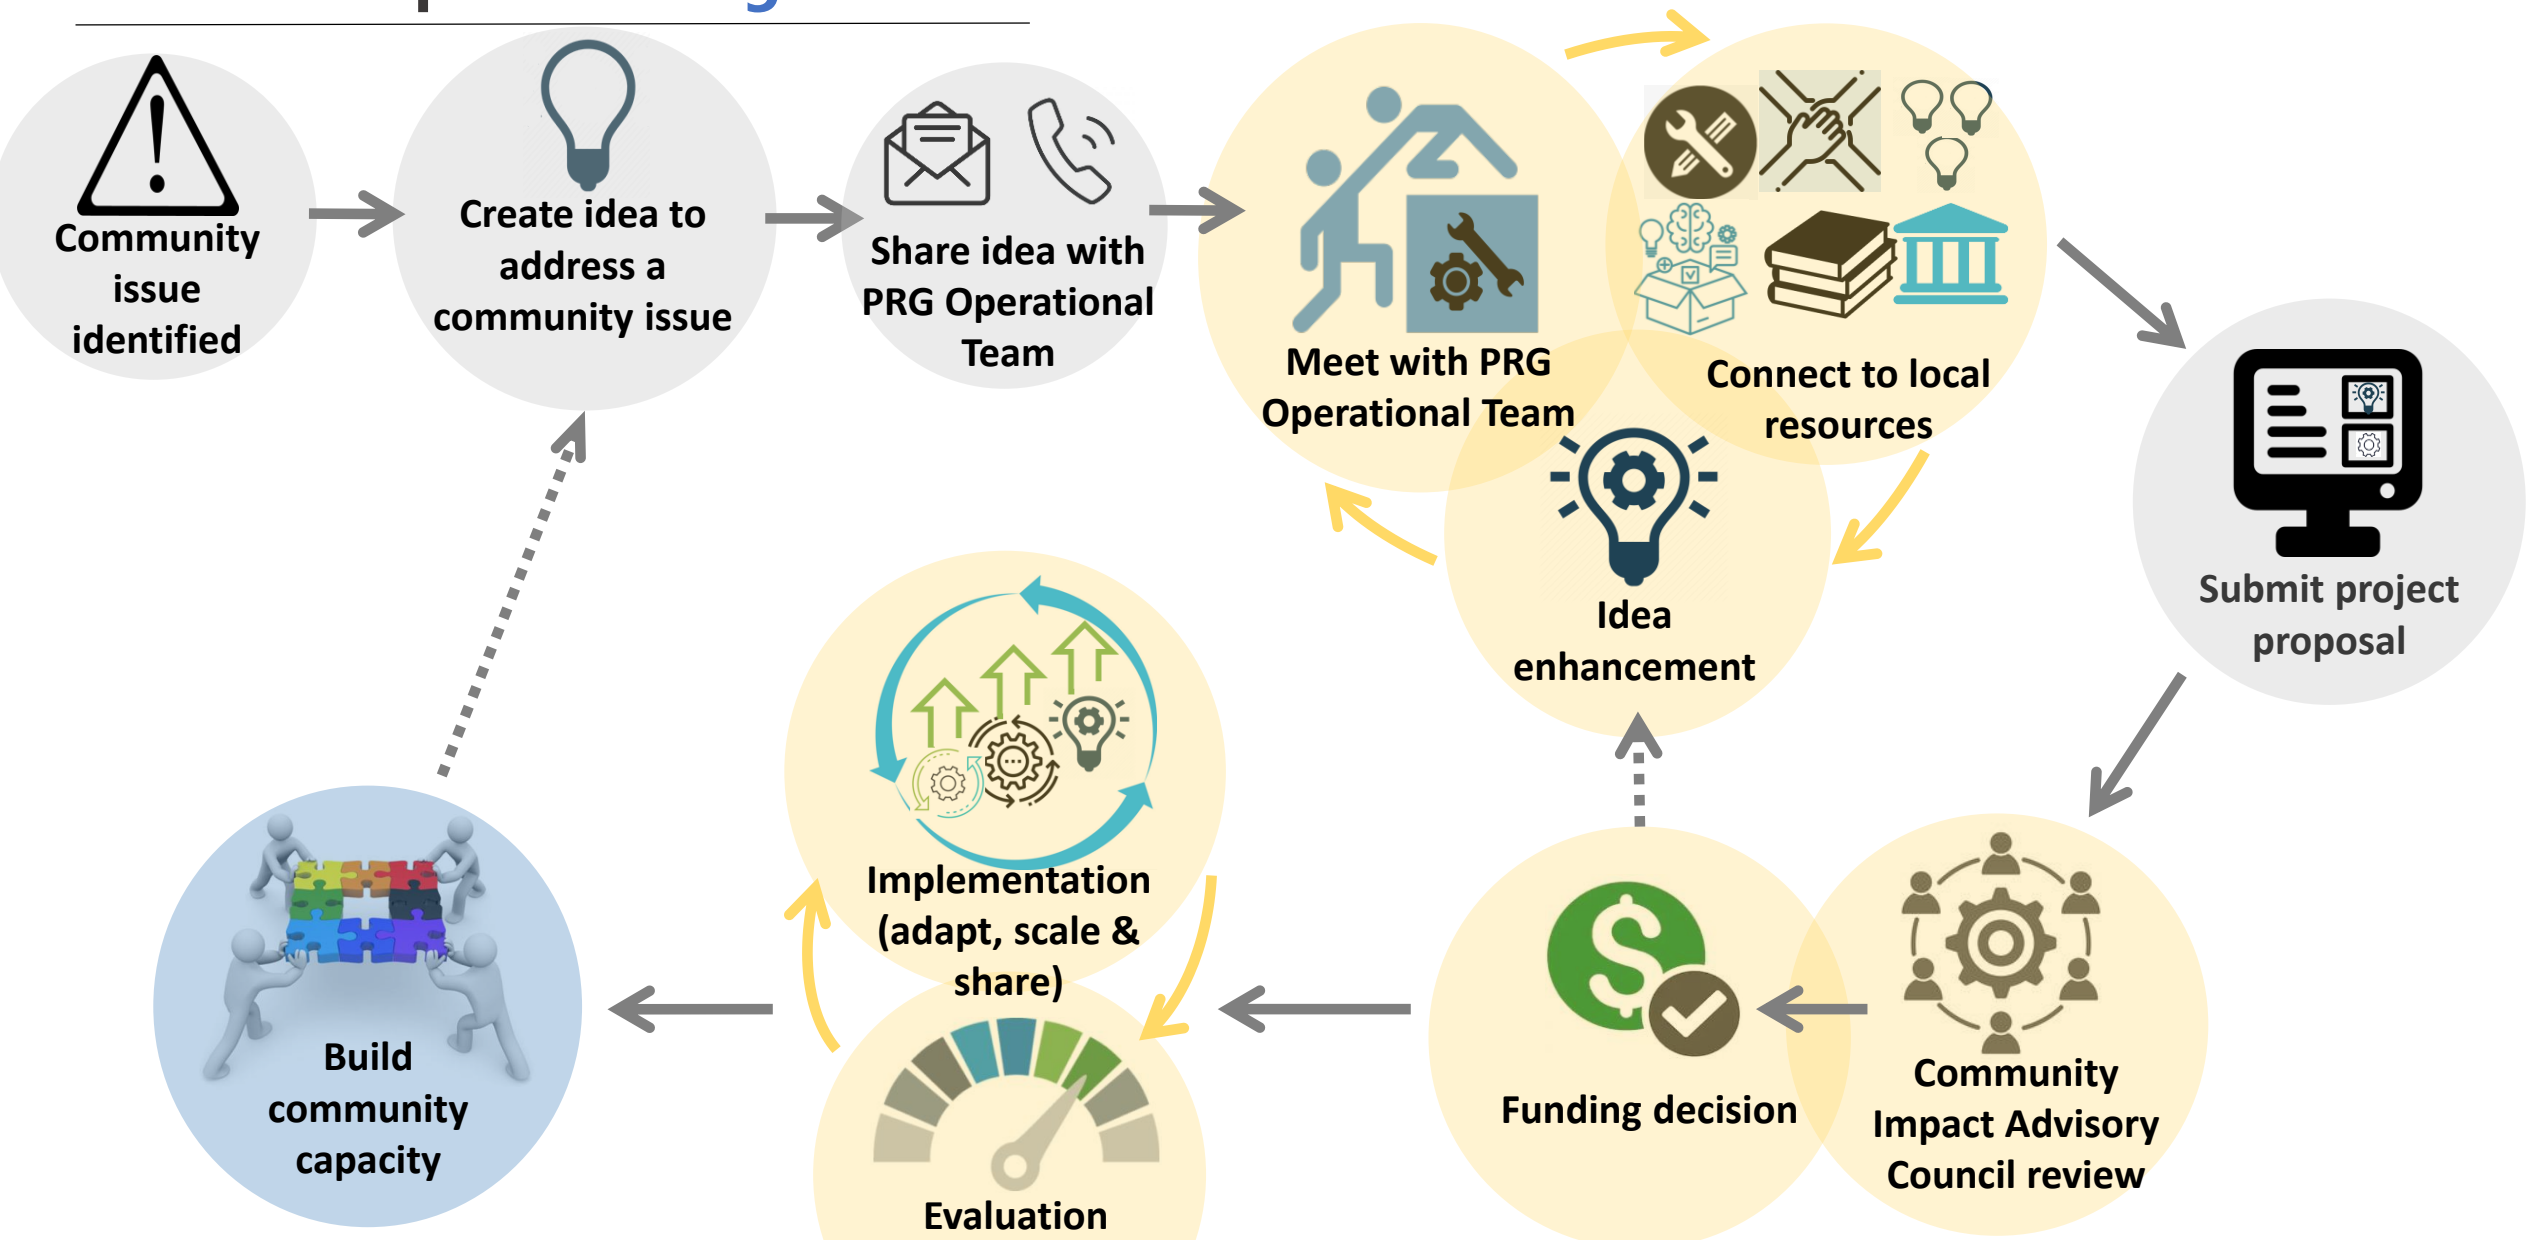 Community
issue
identified
Create idea to
address a
community issue
Share idea with
PRG Operational
Team
Meet with PRG
Operational Team
Connect to local
resources
Idea
enhancement
Submit project
proposal
Community
Impact Advisory
Council review
Funding decision
Implementation
(adapt, scale &
share)
Evaluation
Build
community
capacity